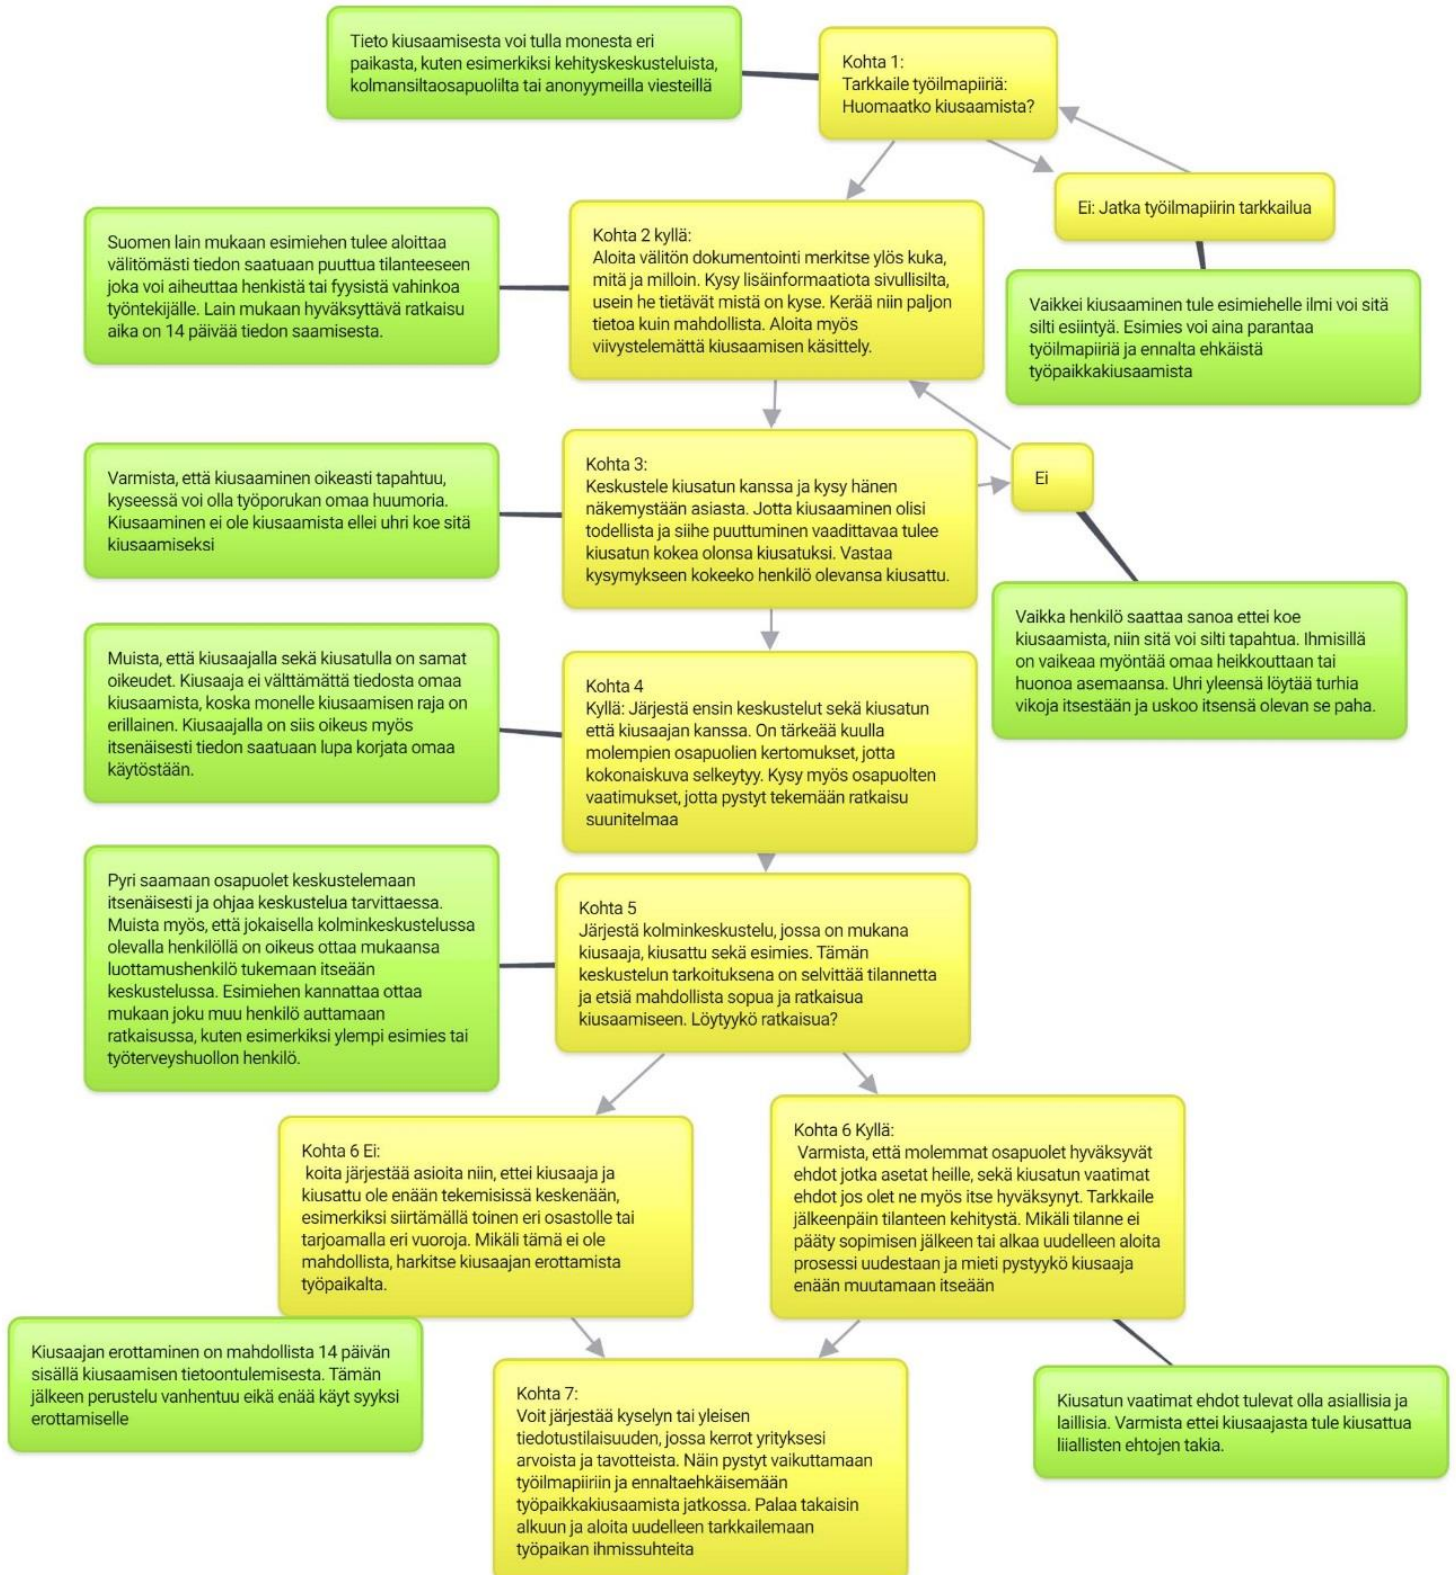 Tieto kiusaamisesta voi tulla monesta eri
paikasta, kuten esimerkiksi kehityskeskusteluista,
kolmansiltaosapuolilta tai anonyymeilla viesteillä
Kohta 1:
Tarkkaile työilmapiiriä:
Huomaatko kiusaamista?
Ei: Jatka työilmapiirin tarkkailua
Suomen lain mukaan esimiehen tulee aloittaa
välitömästi tiedon saatuaan puuttua tilanteeseen
joka voi aiheuttaa henkistä tai fyysistä vahinkoa
työntekijälle. Lain mukaan hyväksyttävä ratkaisu
aika on 14 päivää tiedon saamisesta.
Kohta 2 kyllä:
Aloita välitön dokumentointi merkitse ylös kuka,
mitä ja milloin. Kysy lisäinformaatiota sivullisilta,
usein he tietävät mistä on kyse. Kerää niin paljon
tietoa kuin mahdollista. Aloita myös
viivystelemättä kiusaamisen käsittely.
Vaikkei kiusaaminen tule esimiehelle ilmi voi sitä
silti esiintyä. Esimies voi aina parantaa
työilmapiiriä ja ennalta ehkäistä
työpaikkakiusaamista
Varmista, että kiusaaminen oikeasti tapahtuu,
kyseessä voi olla työporukan omaa huumoria.
Kiusaaminen ei ole kiusaamista ellei uhri koe sitä
kiusaamiseksi
Kohta 3:
Keskustele kiusatun kanssa ja kysy hänen
näkemystään asiasta. Jotta kiusaaminen olisi
todellista ja siihe puuttuminen vaadittavaa tulee
kiusatun kokea olonsa kiusatuksi. Vastaa
kysymykseen kokeeko henkilö olevansa kiusattu.
Ei
Vaikka henkilö saattaa sanoa ettei koe
kiusaamista, niin sitä voi silti tapahtua. Ihmisillä
on vaikeaa myöntää omaa heikkouttaan tai
huonoa asemaansa. Uhri yleensä löytää turhia
vikoja itsestään ja uskoo itsensä olevan se paha.
Muista, että kiusaajalla sekä kiusatulla on samat
oikeudet. Kiusaaja ei välttämättä tiedosta omaa
kiusaamista, koska monelle kiusaamisen raja on
erillainen. Kiusaajalla on siis oikeus myös
itsenäisesti tiedon saatuaan lupa korjata omaa
käytöstään.
Kohta 4
Kyllä: Järjestä ensin keskustelut sekä kiusatun
että kiusaajan kanssa. On tärkeää kuulla
molempien osapuolien kertomukset, jotta
kokonaiskuva selkeytyy. Kysy myös osapuolten
vaatimukset, jotta pystyt tekemään ratkaisu
suunitelmaa
Pyri saamaan osapuolet keskustelemaan
itsenäisesti ja ohjaa keskustelua tarvittaessa.
Muista myös, että jokaisella kolminkeskustelussa
olevalla henkilöllä on oikeus ottaa mukaansa
luottamushenkilö tukemaan itseään
keskustelussa. Esimiehen kannattaa ottaa
mukaan joku muu henkilö auttamaan
ratkaisussa, kuten esimerkiksi ylempi esimies tai
työterveyshuollon henkilö.
Kohta 5
Järjestä kolminkeskustelu, jossa on mukana
kiusaaja, kiusattu sekä esimies. Tämän
keskustelun tarkoituksena on selvittää tilannetta
ja etsiä mahdollista sopua ja ratkaisua
kiusaamiseen. Löytyykö ratkaisua?
Kohta 6 Ei:
koita järjestää asioita niin, ettei kiusaaja ja
kiusattu ole enään tekemisissä keskenään,
esimerkiksi siirtämällä toinen eri osastolle tai
tarjoamalla eri vuoroja. Mikäli tämä ei ole
mahdollista, harkitse kiusaajan erottamista
työpaikalta.
Kohta 6 Kyllä:
Varmista, että molemmat osapuolet hyväksyvät
ehdot jotka asetat heille, sekä kiusatun vaatimat
ehdot jos olet ne myös itse hyväksynyt. Tarkkaile
jälkeenpäin tilanteen kehitystä. Mikäli tilanne ei
pääty sopimisen jälkeen tai alkaa uudelleen aloita
prosessi uudestaan ja mieti pystyykö kiusaaja
enään muutamaan itseään
Kiusaajan erottaminen on mahdollista 14 päivän
sisällä kiusaamisen tietoontulemisesta. Tämän
jälkeen perustelu vanhentuu eikä enää käyt syyksi
erottamiselle
Kohta 7:
Voit järjestää kyselyn tai yleisen
tiedotustilaisuuden, jossa kerrot yrityksesi
arvoista ja tavotteista. Näin pystyt vaikuttamaan
työilmapiiriin ja ennaltaehkäisemään
työpaikkakiusaamista jatkossa. Palaa takaisin
alkuun ja aloita uudelleen tarkkailemaan
työpaikan ihmissuhteita
Kiusatun vaatimat ehdot tulevat olla asiallisia ja
laillisia. Varmista ettei kiusaajasta tule kiusattua
liiallisten ehtojen takia.